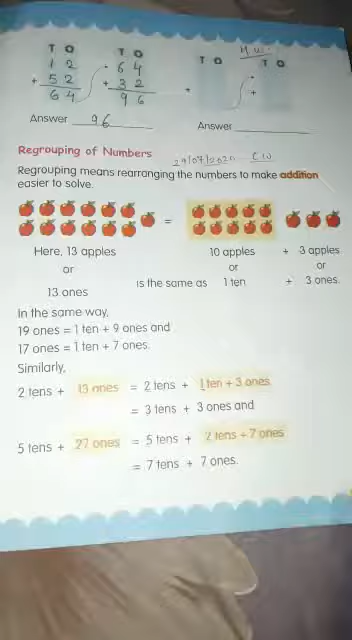 H.W.
T O   T O   T O   T O
1 2   6 4
+ 5 2   + 3 2   +   +
6 4   9 6
Answer 96   Answer
Regrouping of Numbers   29/07/2020   C.W
Regrouping means rearranging the numbers to make addition
easier to solve.
=
Here, 13 apples   10 apples   + 3 apples
or   or   or
13 ones   is the same as   1 ten   + 3 ones.
In the same way,
19 ones = 1 ten + 9 ones and
17 ones = 1 ten + 7 ones.
Similarly,
2 tens + 13 ones = 2 tens + 1 ten + 3 ones
= 3 tens + 3 ones and
5 tens + 27 ones = 5 tens + 2 tens + 7 ones
= 7 tens + 7 ones.